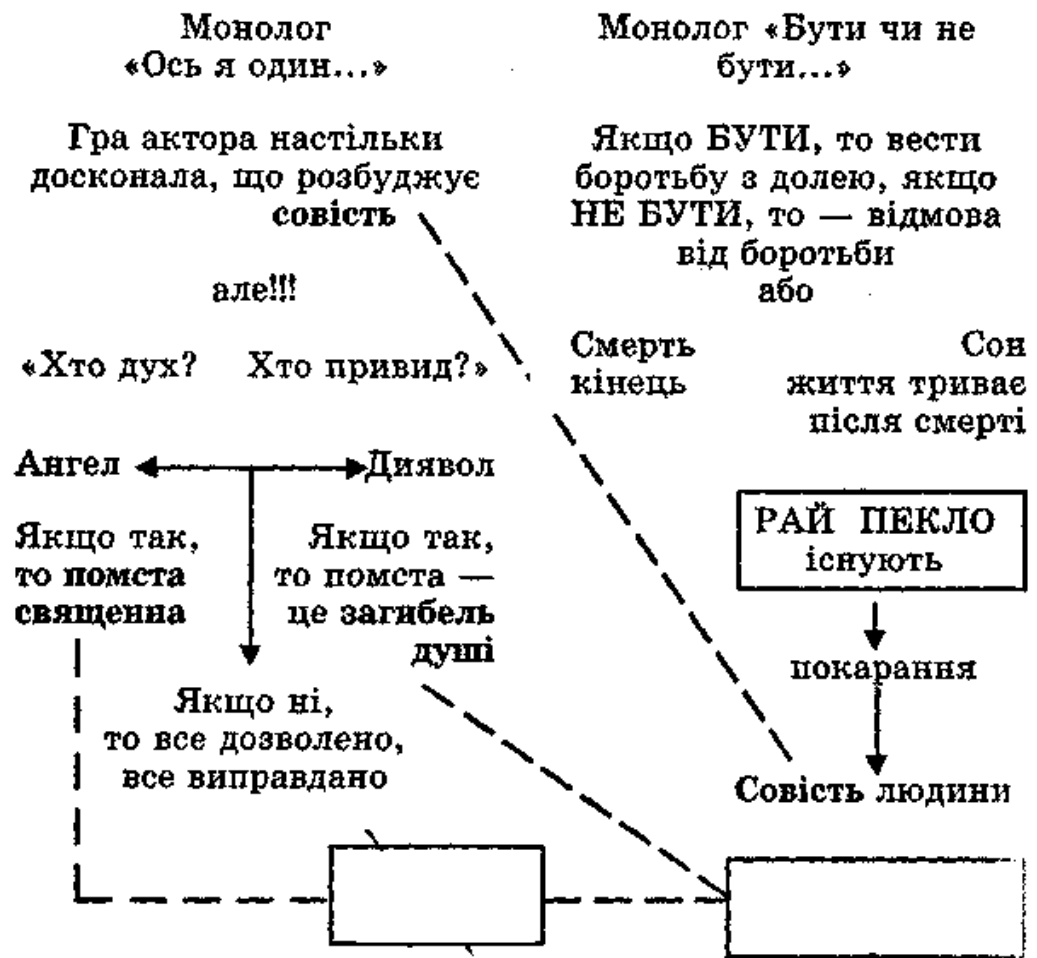 Монолог
«Ось я один...»
Гра актора настільки
досконала, що розбуджує
совість
але!!!
«Хто дух? Хто привид?»
Ангел
Диявол
Якщо так,
то помста
священна
Якщо так,
то помста —
це загибель
душі
Якщо ні,
то все дозволено,
все виправдано
Монолог «Бути чи не
бути...»
Якщо БУТИ, то вести
боротьбу з долею, якщо
НЕ БУТИ, то — відмова
від боротьби
або
Смерть
кінець
Сон
життя триває
після смерті
РАЙ ПЕКЛО
існують
покарання
Совість людини